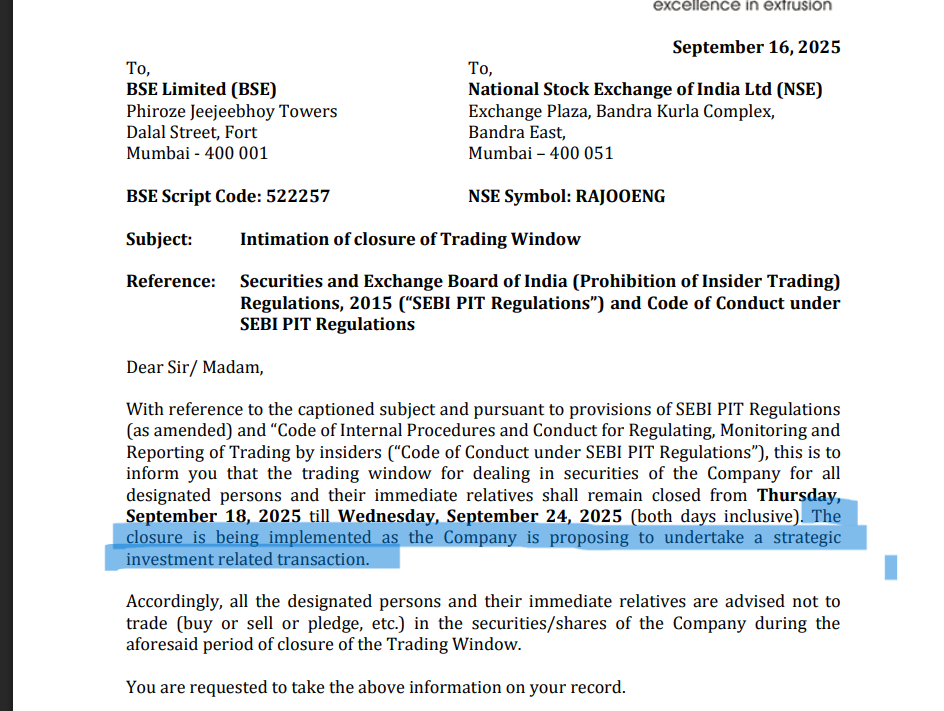 excellence in extrusion
September 16, 2025
To,
BSE Limited (BSE)
Phiroze Jeejeebhoy Towers
Dalal Street, Fort
Mumbai - 400 001
To,
National Stock Exchange of India Ltd (NSE)
Exchange Plaza, Bandra Kurla Complex,
Bandra East,
Mumbai – 400 051
BSE Script Code: 522257
NSE Symbol: RAJOOENG
Subject: Intimation of closure of Trading Window
Reference: Securities and Exchange Board of India (Prohibition of Insider Trading)
Regulations, 2015 (“SEBI PIT Regulations”) and Code of Conduct under
SEBI PIT Regulations
Dear Sir/ Madam,
With reference to the captioned subject and pursuant to provisions of SEBI PIT Regulations
(as amended) and “Code of Internal Procedures and Conduct for Regulating, Monitoring and
Reporting of Trading by insiders (“Code of Conduct under SEBI PIT Regulations”), this is to
inform you that the trading window for dealing in securities of the Company for all
designated persons and their immediate relatives shall remain closed from Thursday,
September 18, 2025 till Wednesday, September 24, 2025 (both days inclusive). The
closure is being implemented as the Company is proposing to undertake a strategic
investment related transaction.
Accordingly, all the designated persons and their immediate relatives are advised not to
trade (buy or sell or pledge, etc.) in the securities/shares of the Company during the
aforesaid period of closure of the Trading Window.
You are requested to take the above information on your record.